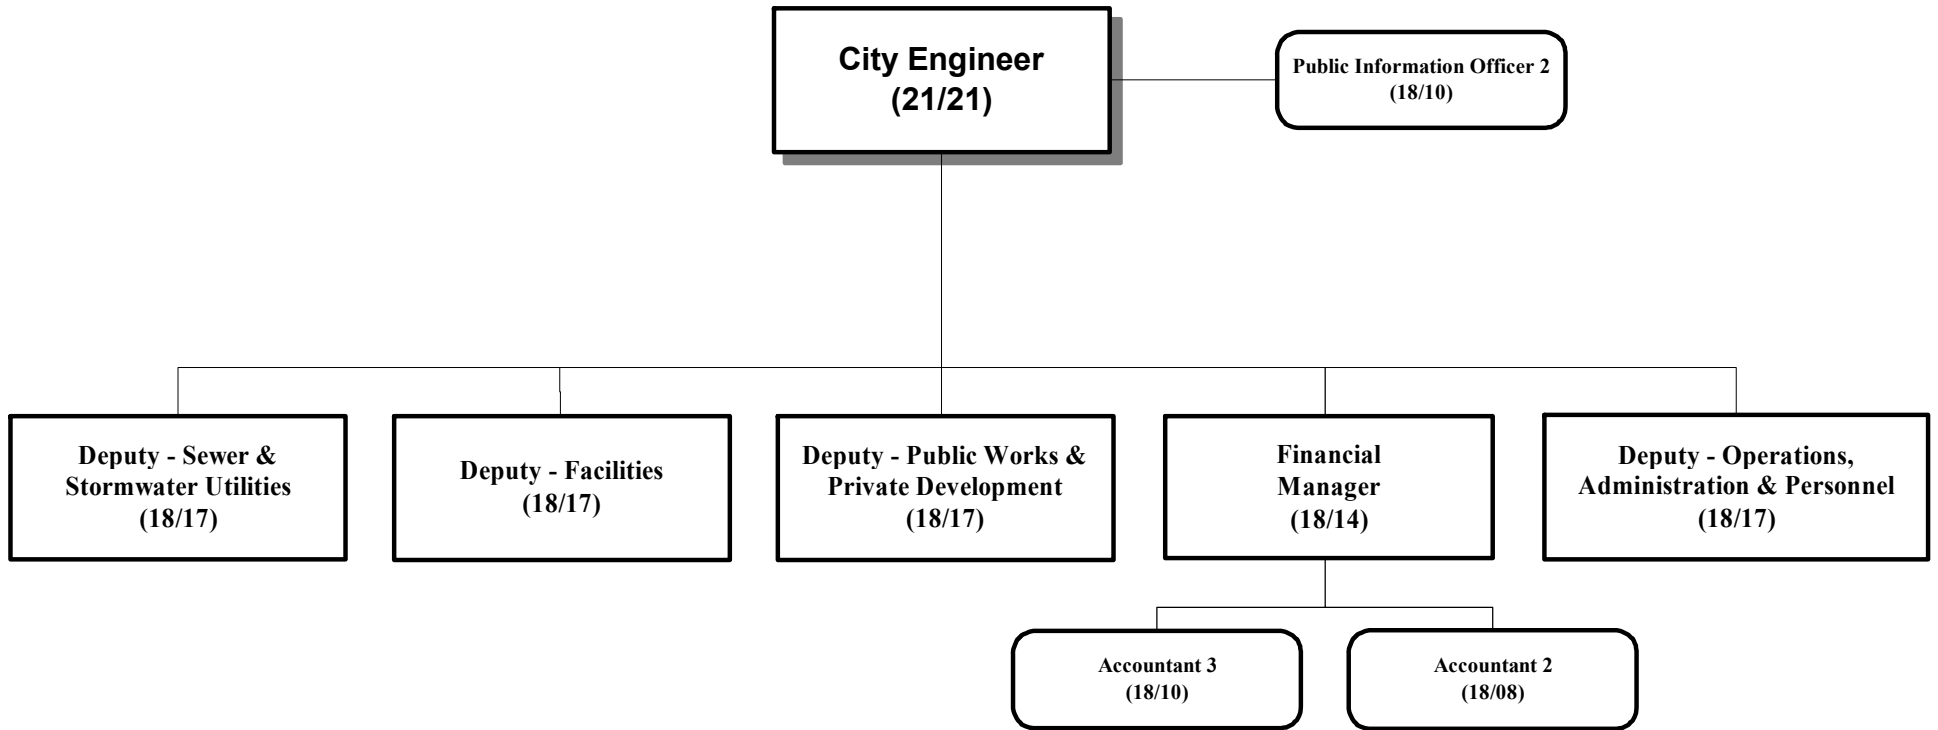 City Engineer
(21/21)
Public Information Officer 2
(18/10)
Deputy - Sewer &
Stormwater Utilities
(18/17)
Deputy - Facilities
(18/17)
Deputy - Public Works &
Private Development
(18/17)
Financial
Manager
(18/14)
Deputy - Operations,
Administration & Personnel
(18/17)
Accountant 3
(18/10)
Accountant 2
(18/08)